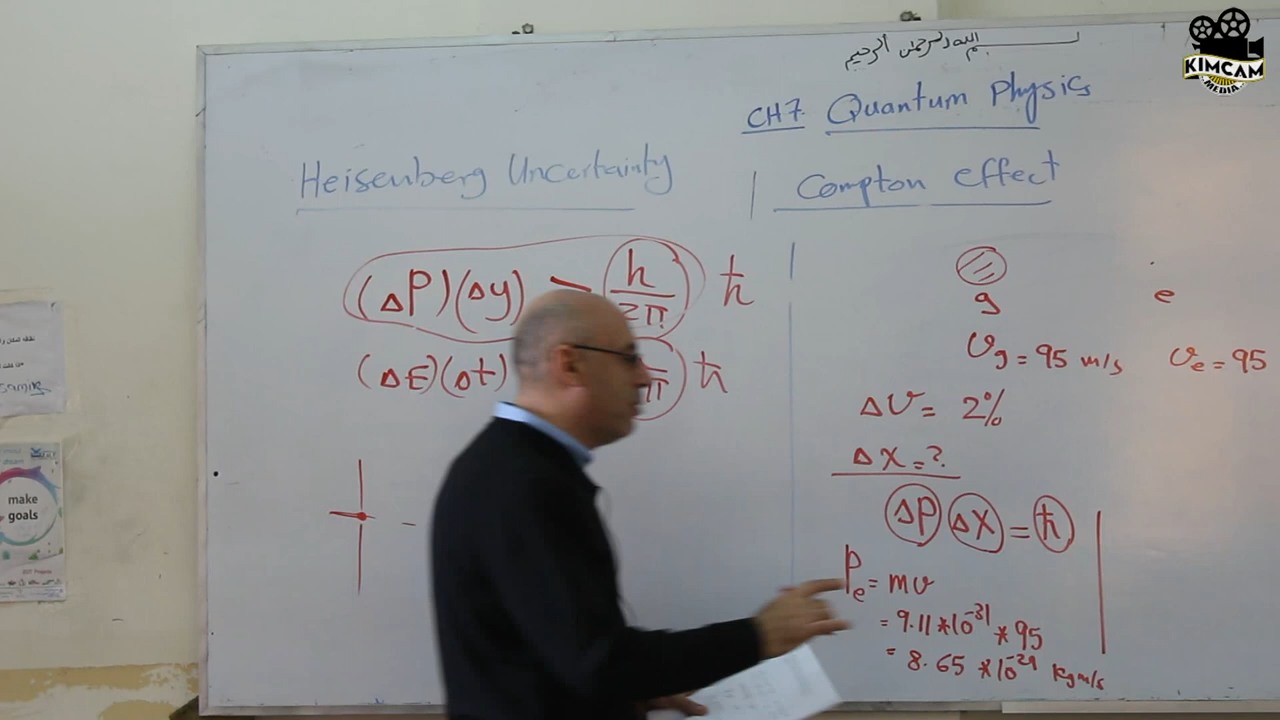 KIMCAM
MEDIA
بسم الله الرحمن الرحيم
CH7. Quantum Physics
Heisenberg Uncertainty | Compton effect
(ΔP)(Δy) h/2π ħ
(ΔE)(Δt) π ħ
g e
υg = 95 m/s υe = 95
Δυ = 2%
Δx = ?
ΔP Δx = ħ
Pe = mυ
= 9.11 * 10^-31 * 95
= 8.65 * 10^-29 kg m/s
make
goals